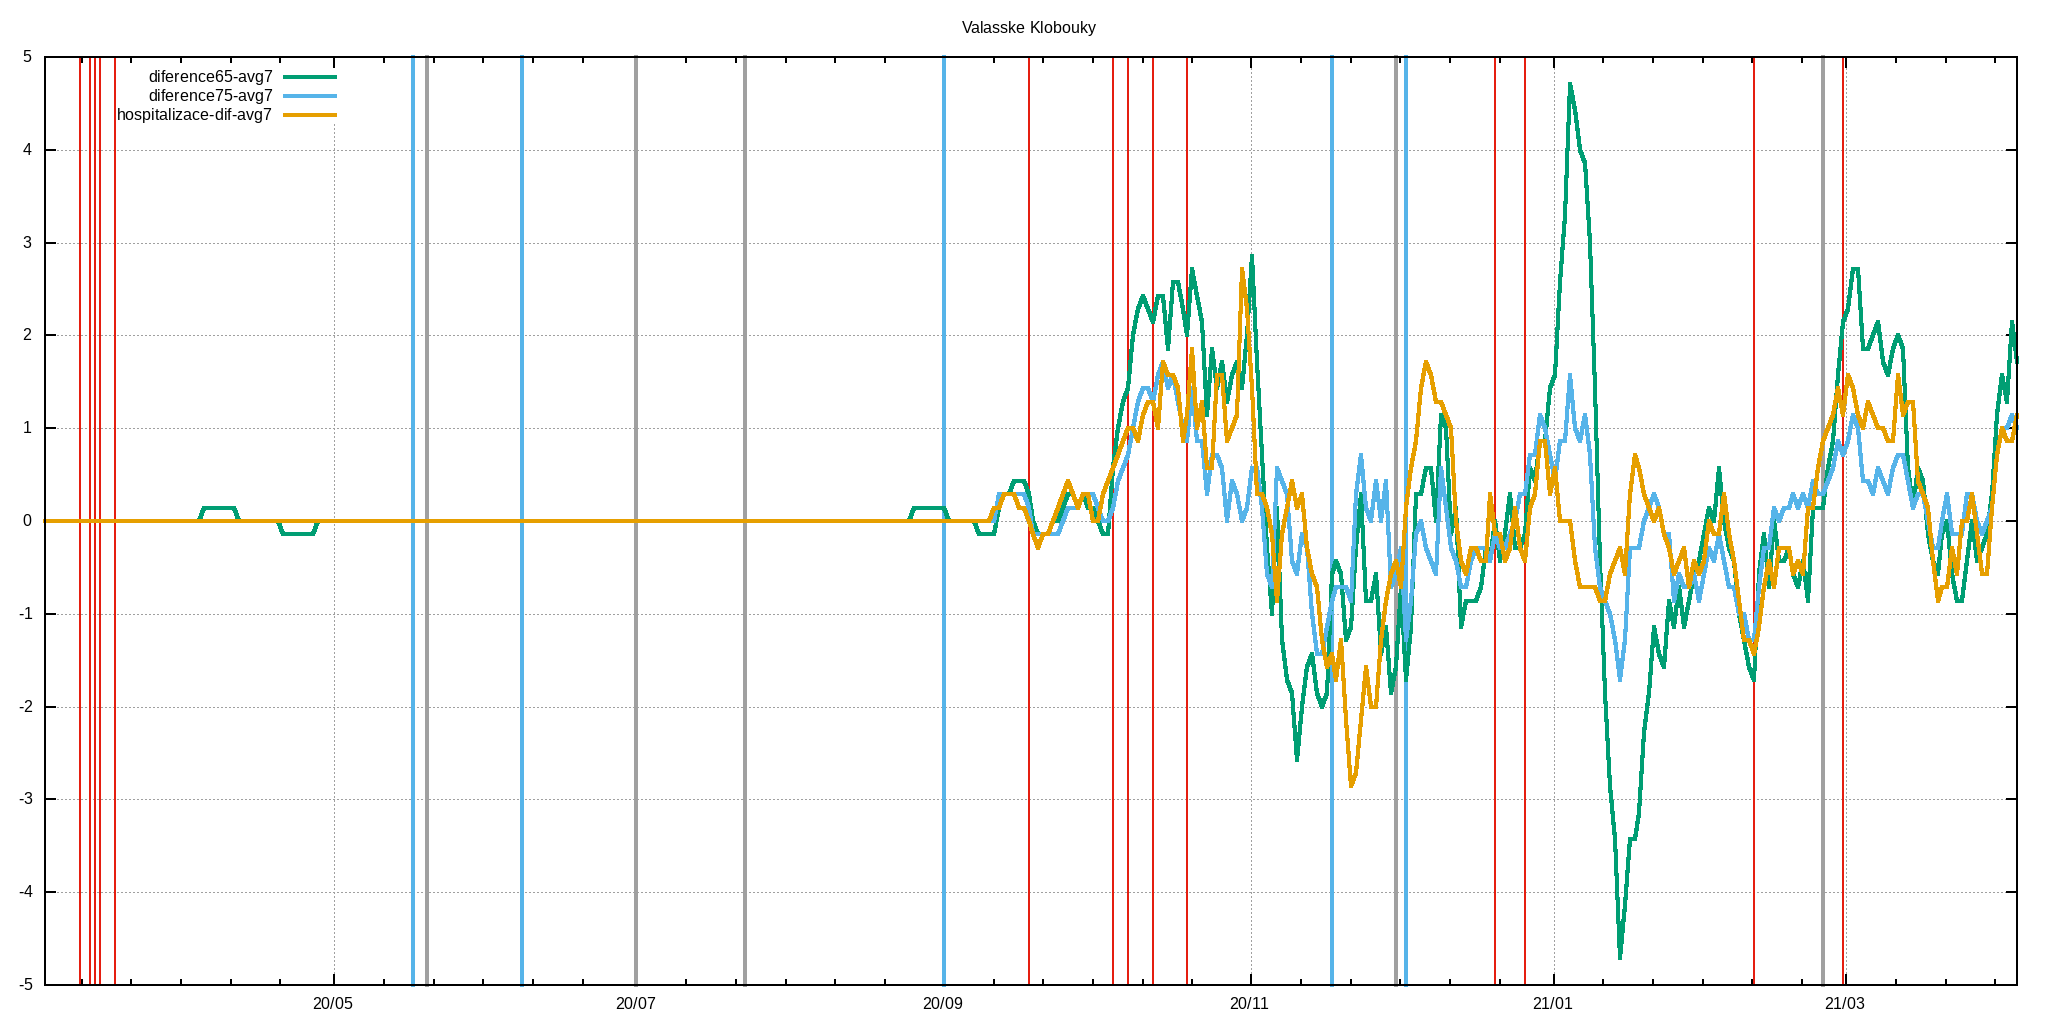 Valasske Klobouky
5
diference65-avg7
diference75-avg7
hospitalizace-dif-avg7
4
3
2
1
0
-1
-2
-3
-4
-5
20/05 20/07 20/09 20/11 21/01 21/03